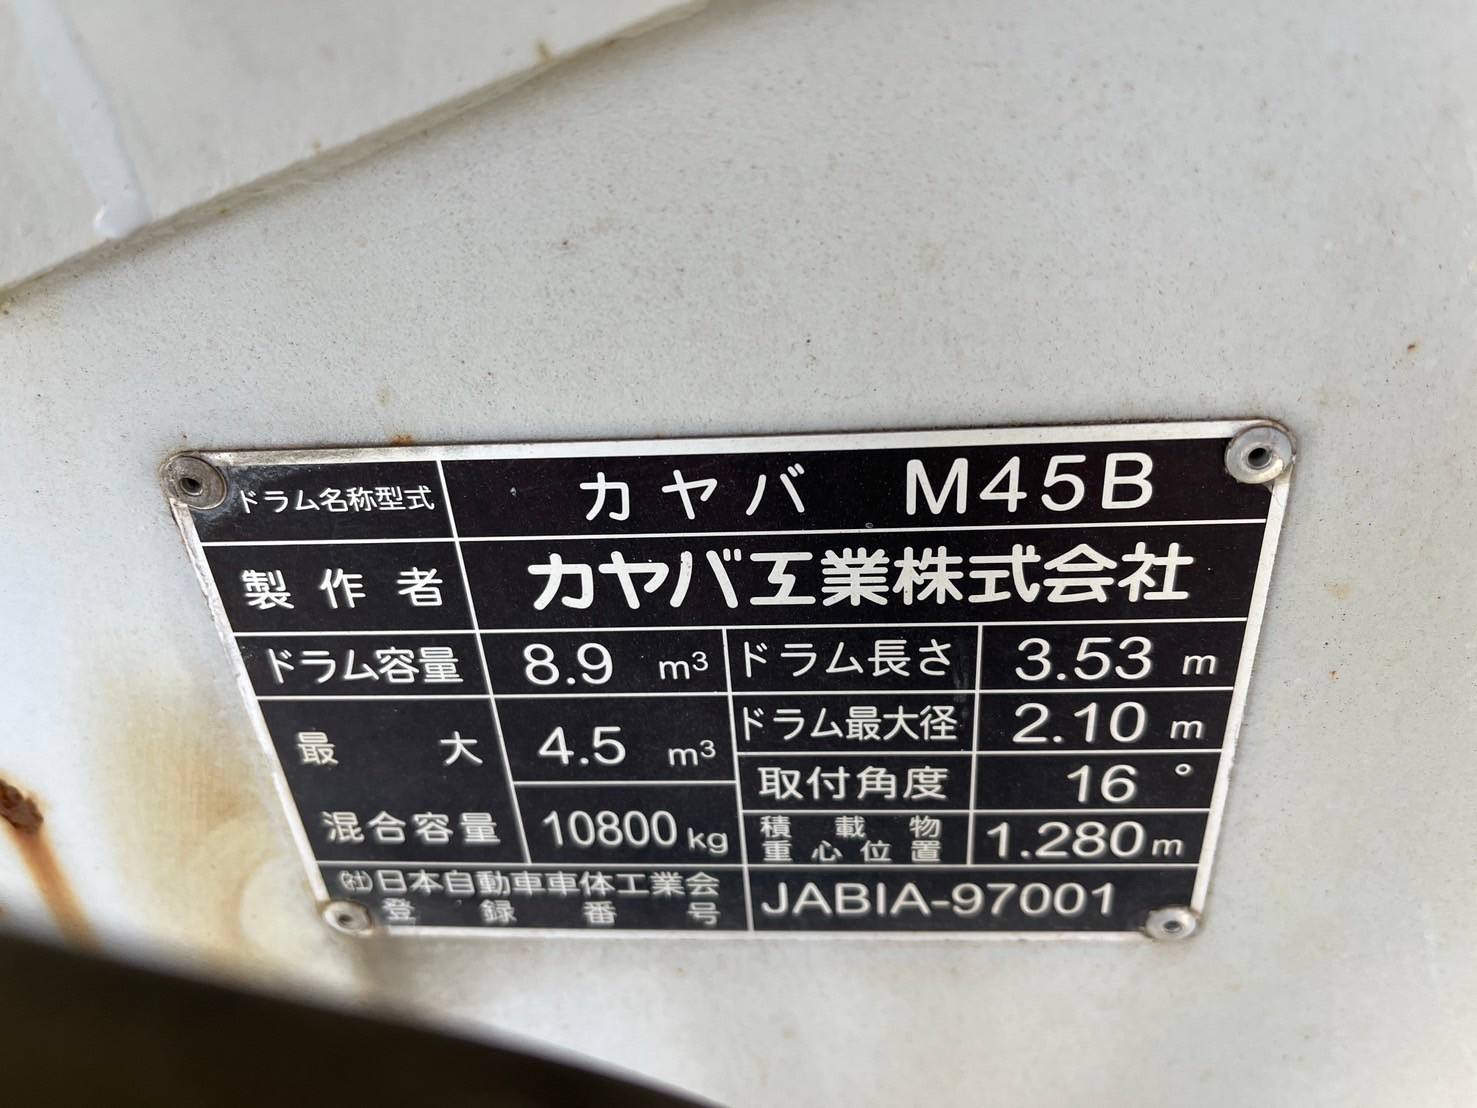 ドラム名称型式 カヤバ M45B
製作者 カヤバ工業株式会社
ドラム容量 8.9 m³ ドラム長さ 3.53 m
最大 4.5 m³ ドラム最大径 2.10 m
取付角度 16°
混合容量 10800 kg 積載物 1.280 m
重心位置
㈳日本自動車車体工業会 JABIA-97001
登録番号